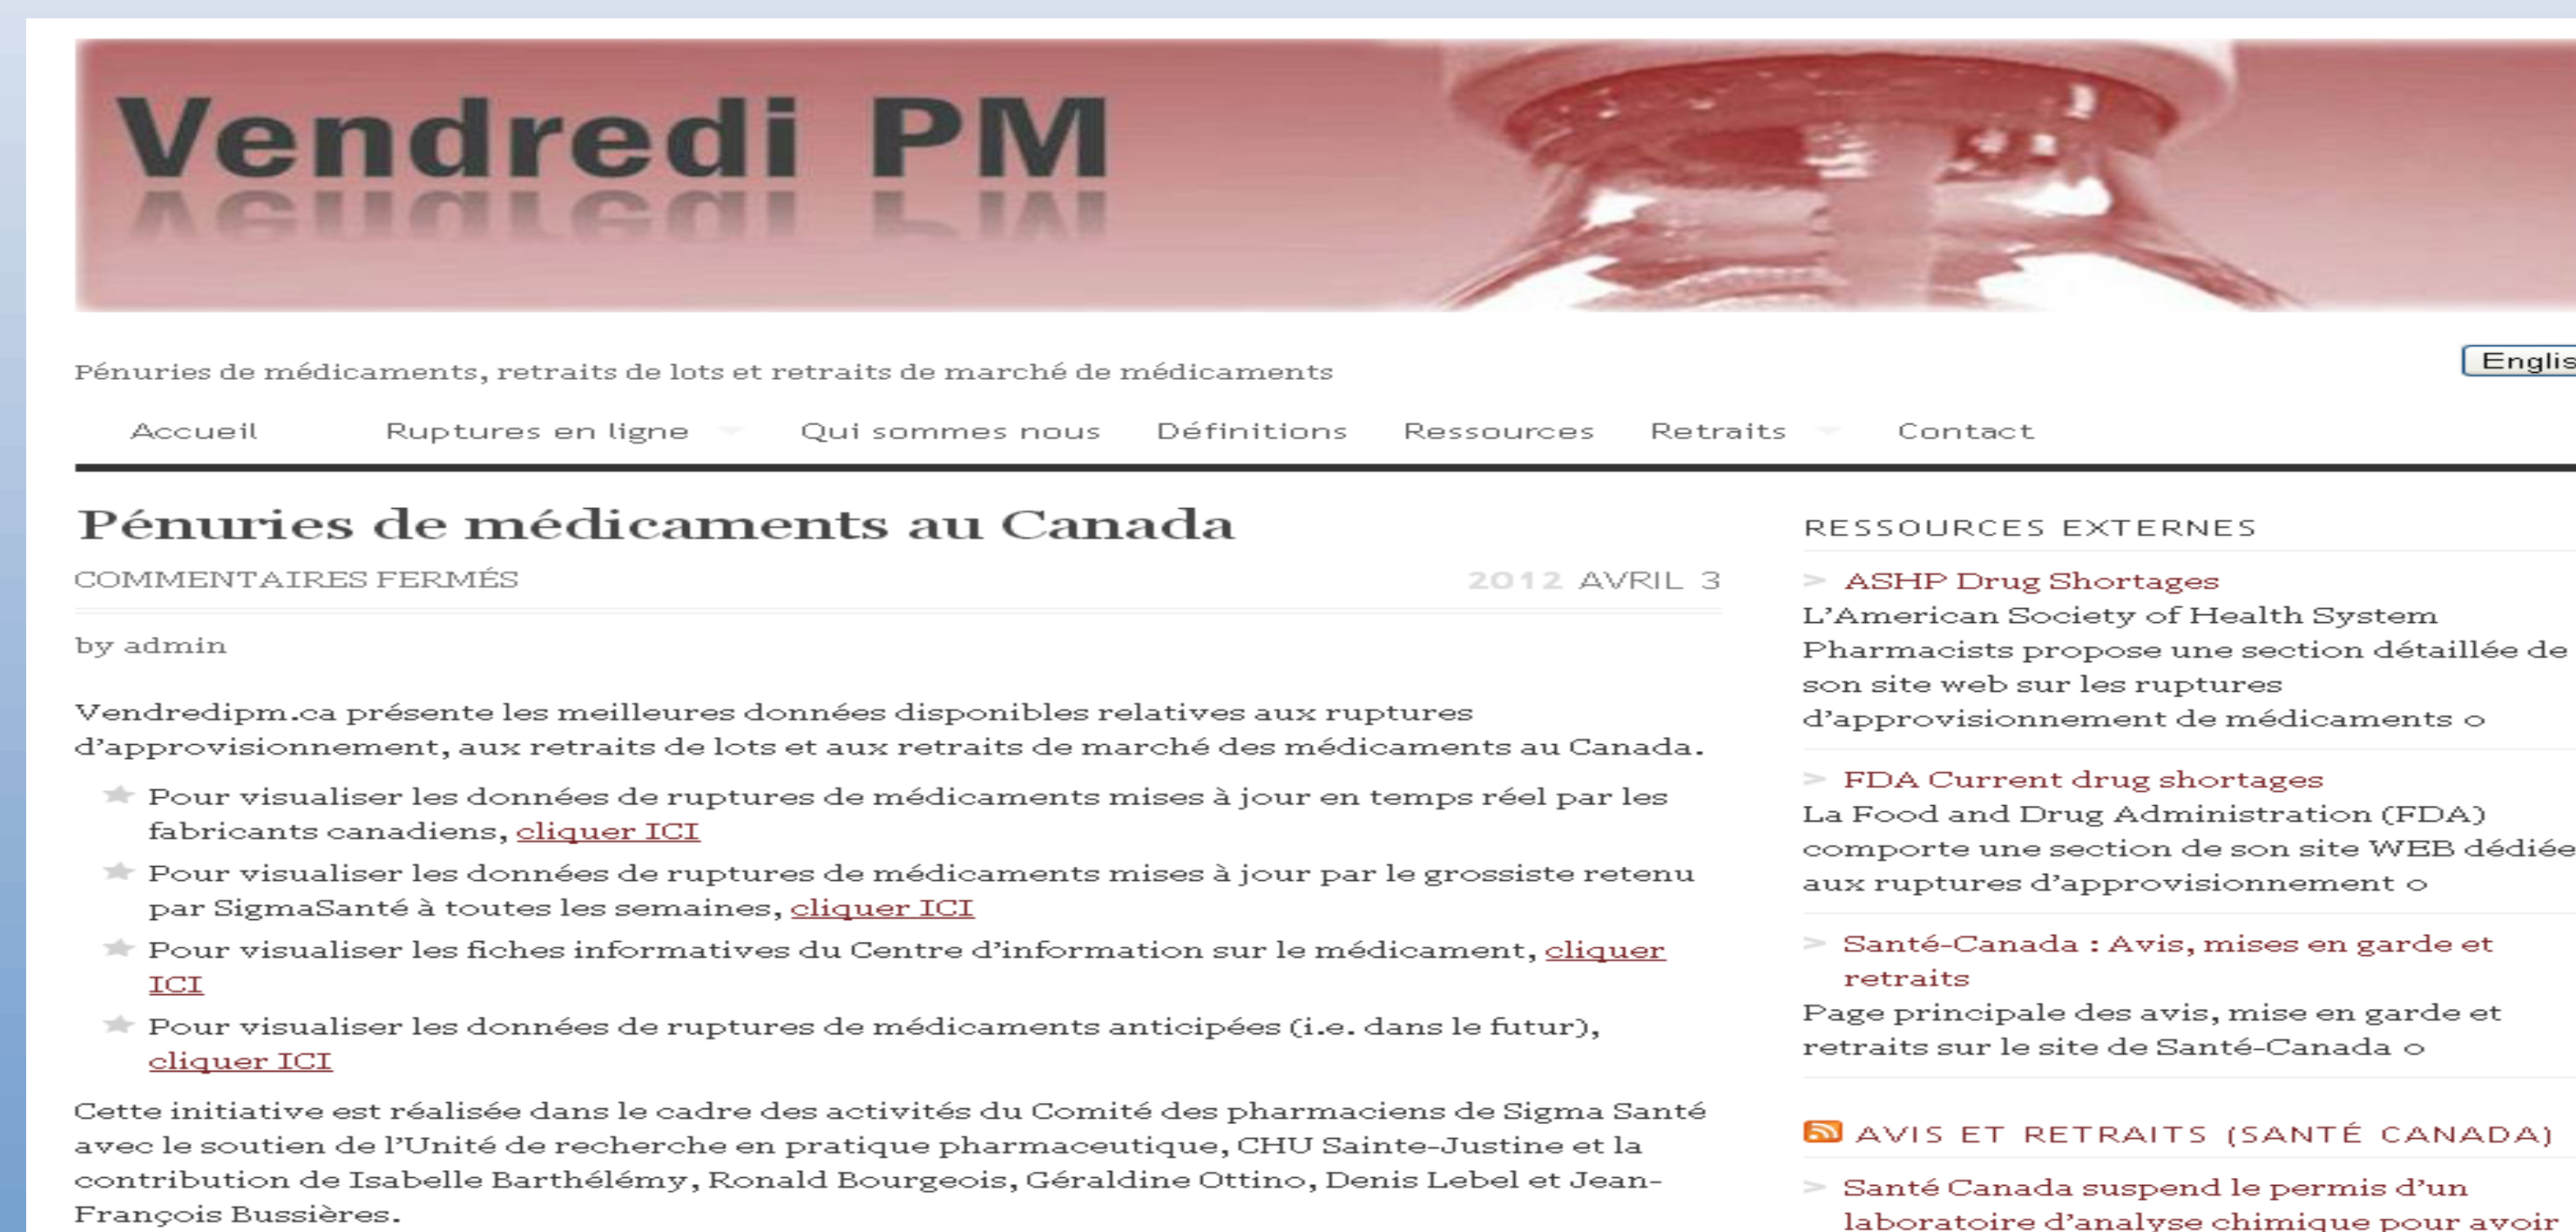 Vendredi PM
Pénuries de médicaments, retraits de lots et retraits de marché de médicaments
Accueil Ruptures en ligne Qui sommes nous Définitions Ressources Retraits Contact
Pénuries de médicaments au Canada
COMMENTAIRES FERMÉS 2012 AVRIL 3
by admin
Vendredipm.ca présente les meilleures données disponibles relatives aux ruptures
d'approvisionnement, aux retraits de lots et aux retraits de marché des médicaments au Canada.
Pour visualiser les données de ruptures de médicaments mises à jour en temps réel par les
fabricants canadiens, cliquer ICI
Pour visualiser les données de ruptures de médicaments mises à jour par le grossiste retenu
par SigmaSanté à toutes les semaines, cliquer ICI
Pour visualiser les fiches informatives du Centre d'information sur le médicament, cliquer
ICI
Pour visualiser les données de ruptures de médicaments anticipées (i.e. dans le futur),
cliquer ICI
Cette initiative est réalisée dans le cadre des activités du Comité des pharmaciens de Sigma Santé
avec le soutien de l'Unité de recherche en pratique pharmaceutique, CHU Sainte-Justine et la
contribution de Isabelle Barthélémy, Ronald Bourgeois, Géraldine Ottino, Denis Lebel et Jean-
François Bussières.
RESSOURCES EXTERNES
> ASHP Drug Shortages
L'American Society of Health System
Pharmacists propose une section détaillée de
son site web sur les ruptures
d'approvisionnement de médicaments o
> FDA Current drug shortages
La Food and Drug Administration (FDA)
comporte une section de son site WEB dédiée
aux ruptures d'approvisionnement o
> Santé-Canada : Avis, mises en garde et
retraits
Page principale des avis, mise en garde et
retraits sur le site de Santé-Canada o
AVIS ET RETRAITS (SANTÉ CANADA)
> Santé Canada suspend le permis d'un
laboratoire d'analyse chimique pour avoir